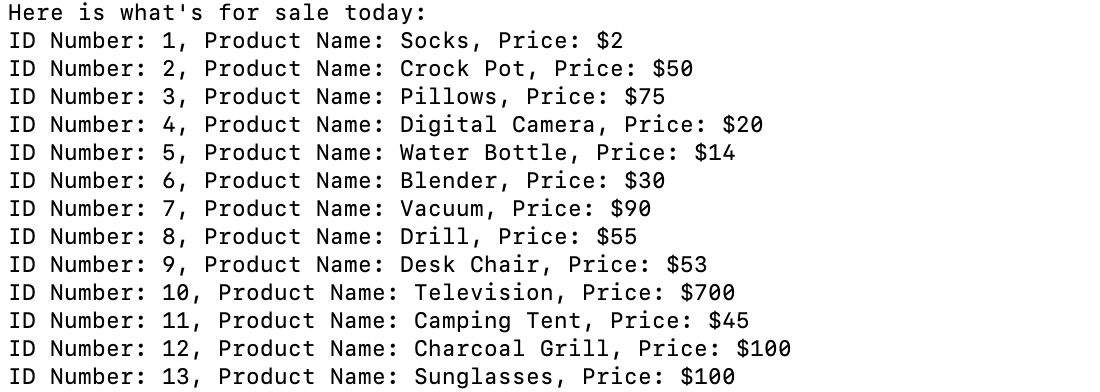 Here is what's for sale today:
ID Number: 1, Product Name: Socks, Price: $2
ID Number: 2, Product Name: Crock Pot, Price: $50
ID Number: 3, Product Name: Pillows, Price: $75
ID Number: 4, Product Name: Digital Camera, Price: $20
ID Number: 5, Product Name: Water Bottle, Price: $14
ID Number: 6, Product Name: Blender, Price: $30
ID Number: 7, Product Name: Vacuum, Price: $90
ID Number: 8, Product Name: Drill, Price: $55
ID Number: 9, Product Name: Desk Chair, Price: $53
ID Number: 10, Product Name: Television, Price: $700
ID Number: 11, Product Name: Camping Tent, Price: $45
ID Number: 12, Product Name: Charcoal Grill, Price: $100
ID Number: 13, Product Name: Sunglasses, Price: $100